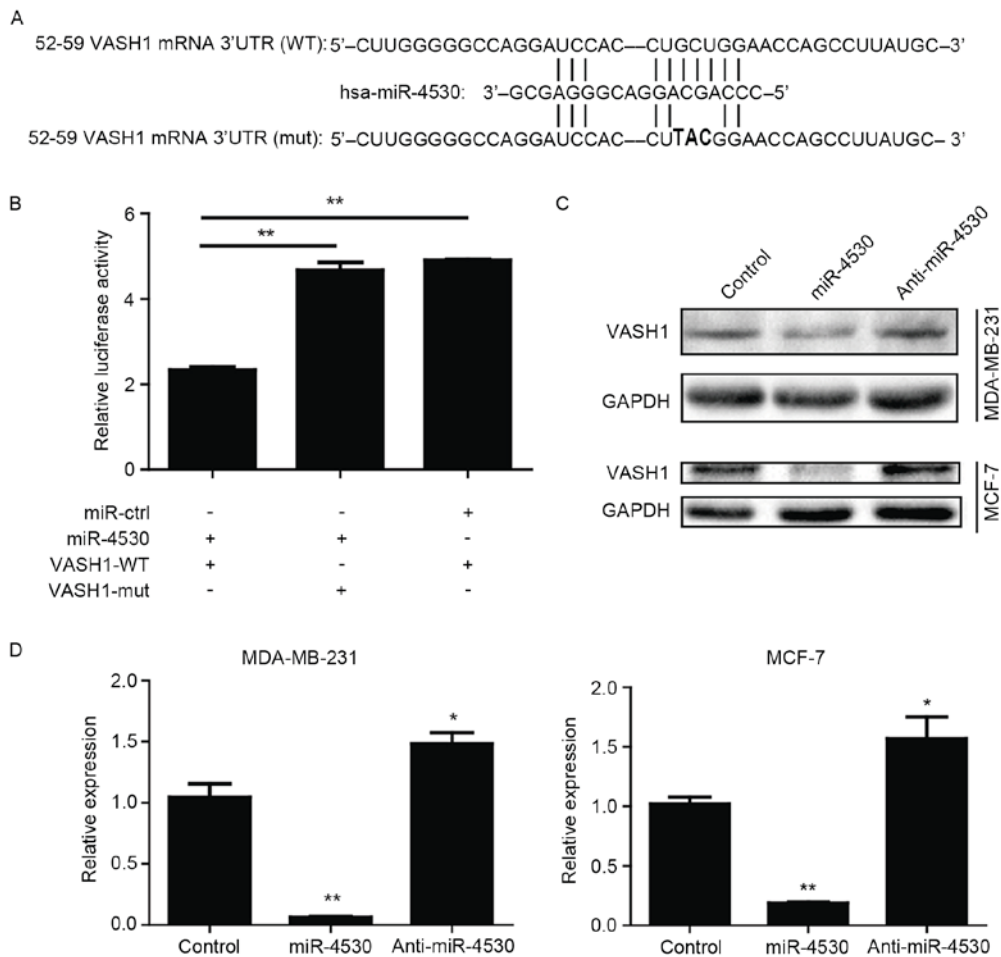 A
52-59 VASH1 mRNA 3'UTR (WT): 5'–CUUGGGGGCCAGGAUCCAC––CUGCUGGAACCAGCCUUAUGC–3'
hsa-miR-4530: 3'–GCGAGGGCAGGACGACCC–5'
52-59 VASH1 mRNA 3'UTR (mut): 5'–CUUGGGGGCCAGGAUCCAC––CUTACGGAACCAGCCUUAUGC– 3'
B
Relative luciferase activity
6
4
2
0
**
**
miR-ctrl - - +
miR-4530 + + -
VASH1-WT + - +
VASH1-mut - + -
C
Control miR-4530 Anti-miR-4530
VASH1
GAPDH
MDA-MB-231
VASH1
GAPDH
MCF-7
D
MDA-MB-231
Relative expression
2.0
1.5
1.0
0.5
0.0
**
*
Control miR-4530 Anti-miR-4530
MCF-7
Relative expression
2.0
1.5
1.0
0.5
0.0
**
*
Control miR-4530 Anti-miR-4530